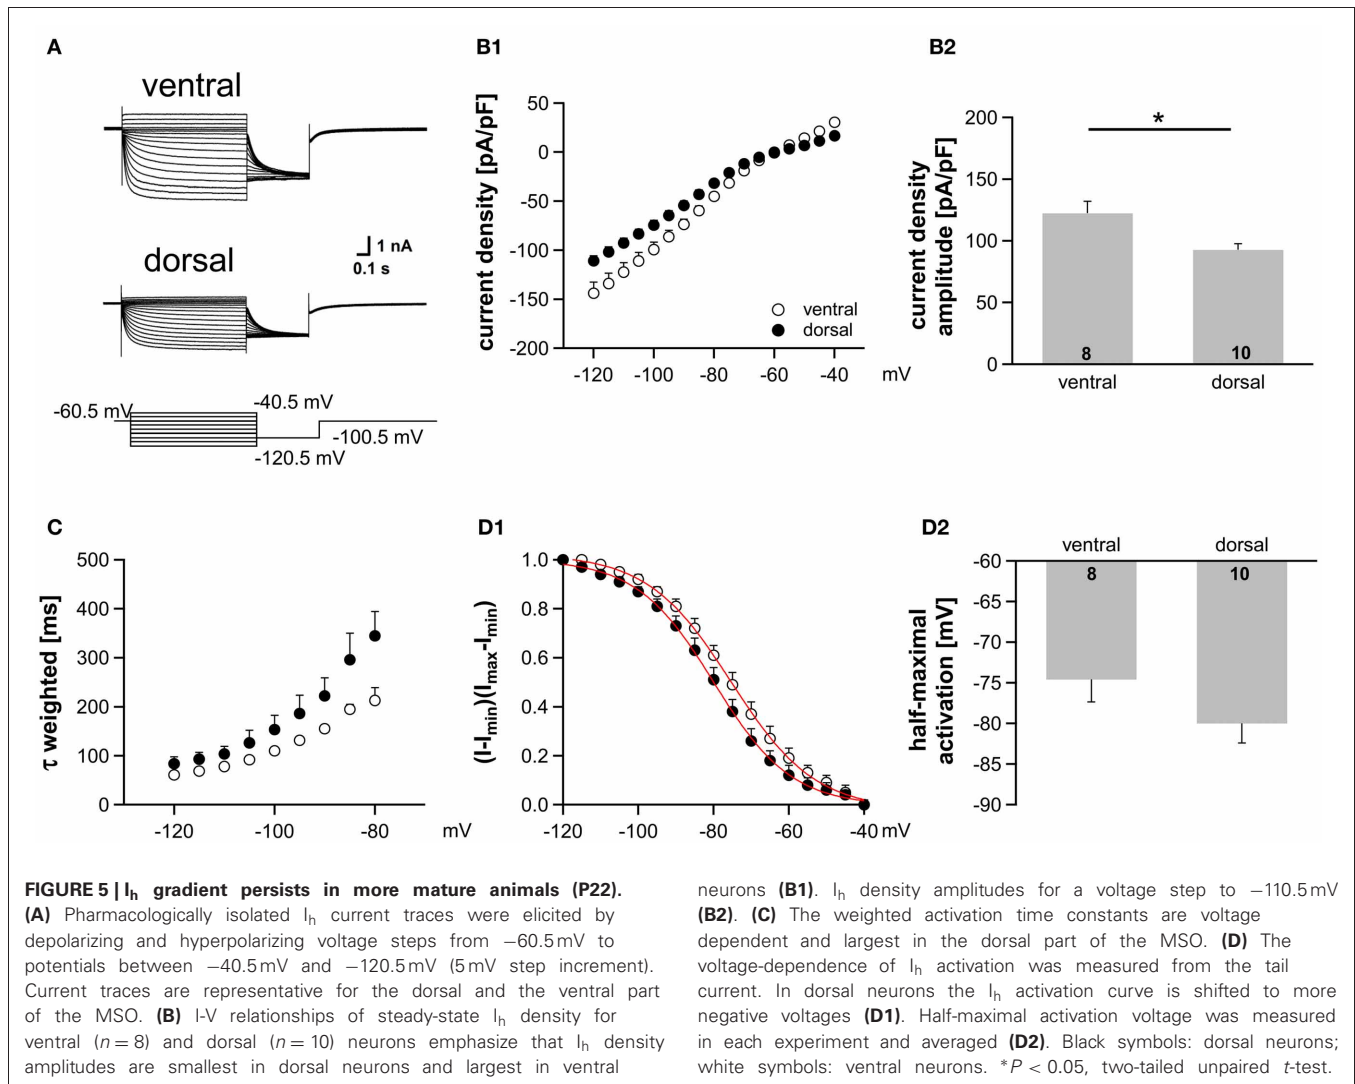 A
ventral
dorsal
1 nA
0.1 s
-60.5 mV
-40.5 mV
-100.5 mV
-120.5 mV
B1
current density [pA/pF]
50
0
-50
-100
-150
-200
ventral
dorsal
-120 -100 -80 -60 -40 mV
B2
*
current density
amplitude [pA/pF]
200
150
100
50
0
8 10
ventral dorsal
C
τ weighted [ms]
500
400
300
200
100
0
-120 -100 -80 mV
D1
(I-Imin)(Imax-Imin)
1.0
0.8
0.6
0.4
0.2
0.0
-120 -100 -80 -60 -40 mV
D2
ventral dorsal
8 10
half-maximal
activation [mV]
-60
-65
-70
-75
-80
-85
-90
FIGURE 5 | Ih gradient persists in more mature animals (P22).
(A) Pharmacologically isolated Ih current traces were elicited by
depolarizing and hyperpolarizing voltage steps from −60.5 mV to
potentials between −40.5 mV and −120.5 mV (5 mV step increment).
Current traces are representative for the dorsal and the ventral part
of the MSO. (B) I-V relationships of steady-state Ih density for
ventral (n = 8) and dorsal (n = 10) neurons emphasize that Ih density
amplitudes are smallest in dorsal neurons and largest in ventral
neurons (B1). Ih density amplitudes for a voltage step to −110.5 mV
(B2). (C) The weighted activation time constants are voltage
dependent and largest in the dorsal part of the MSO. (D) The
voltage-dependence of Ih activation was measured from the tail
current. In dorsal neurons the Ih activation curve is shifted to more
negative voltages (D1). Half-maximal activation voltage was measured
in each experiment and averaged (D2). Black symbols: dorsal neurons;
white symbols: ventral neurons. *P < 0.05, two-tailed unpaired t-test.